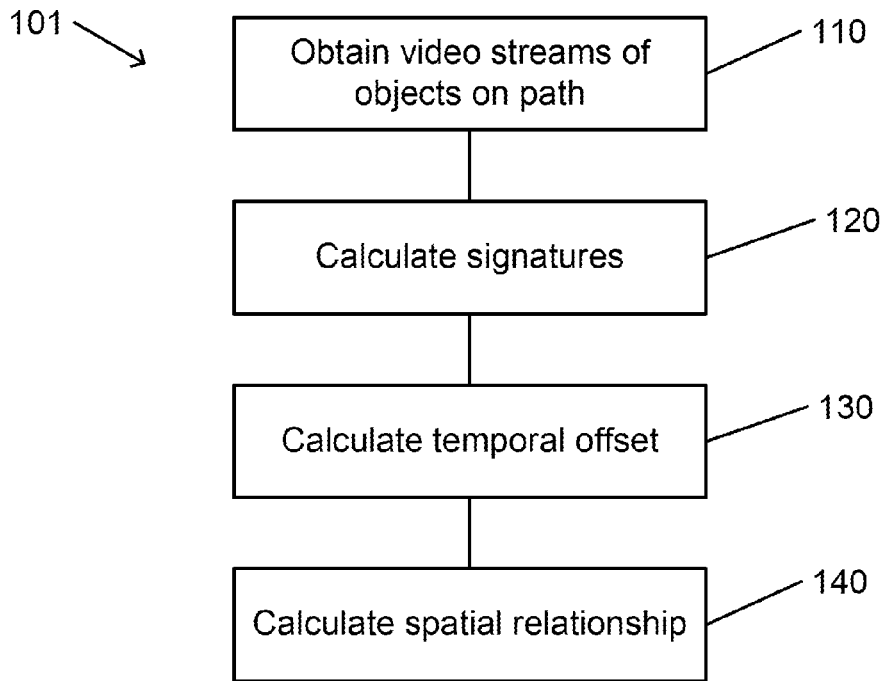 101
Obtain video streams of
objects on path
110
Calculate signatures
120
Calculate temporal offset
130
Calculate spatial relationship
140